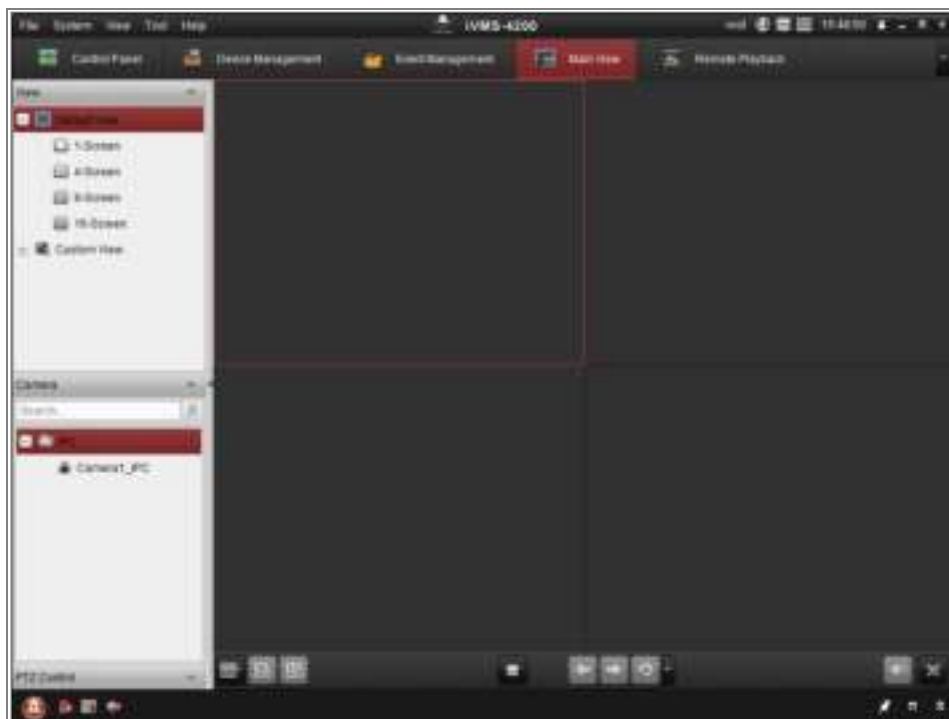 File System View Tool Help
iVMS-4200
Control Panel
Device Management
Event Management
Main View
Remote Playback
View
Default View
1-Screen
4-Screen
9-Screen
16-Screen
Custom View
Camera
Search...
IPC
Camera1_IPC
PTZ Control